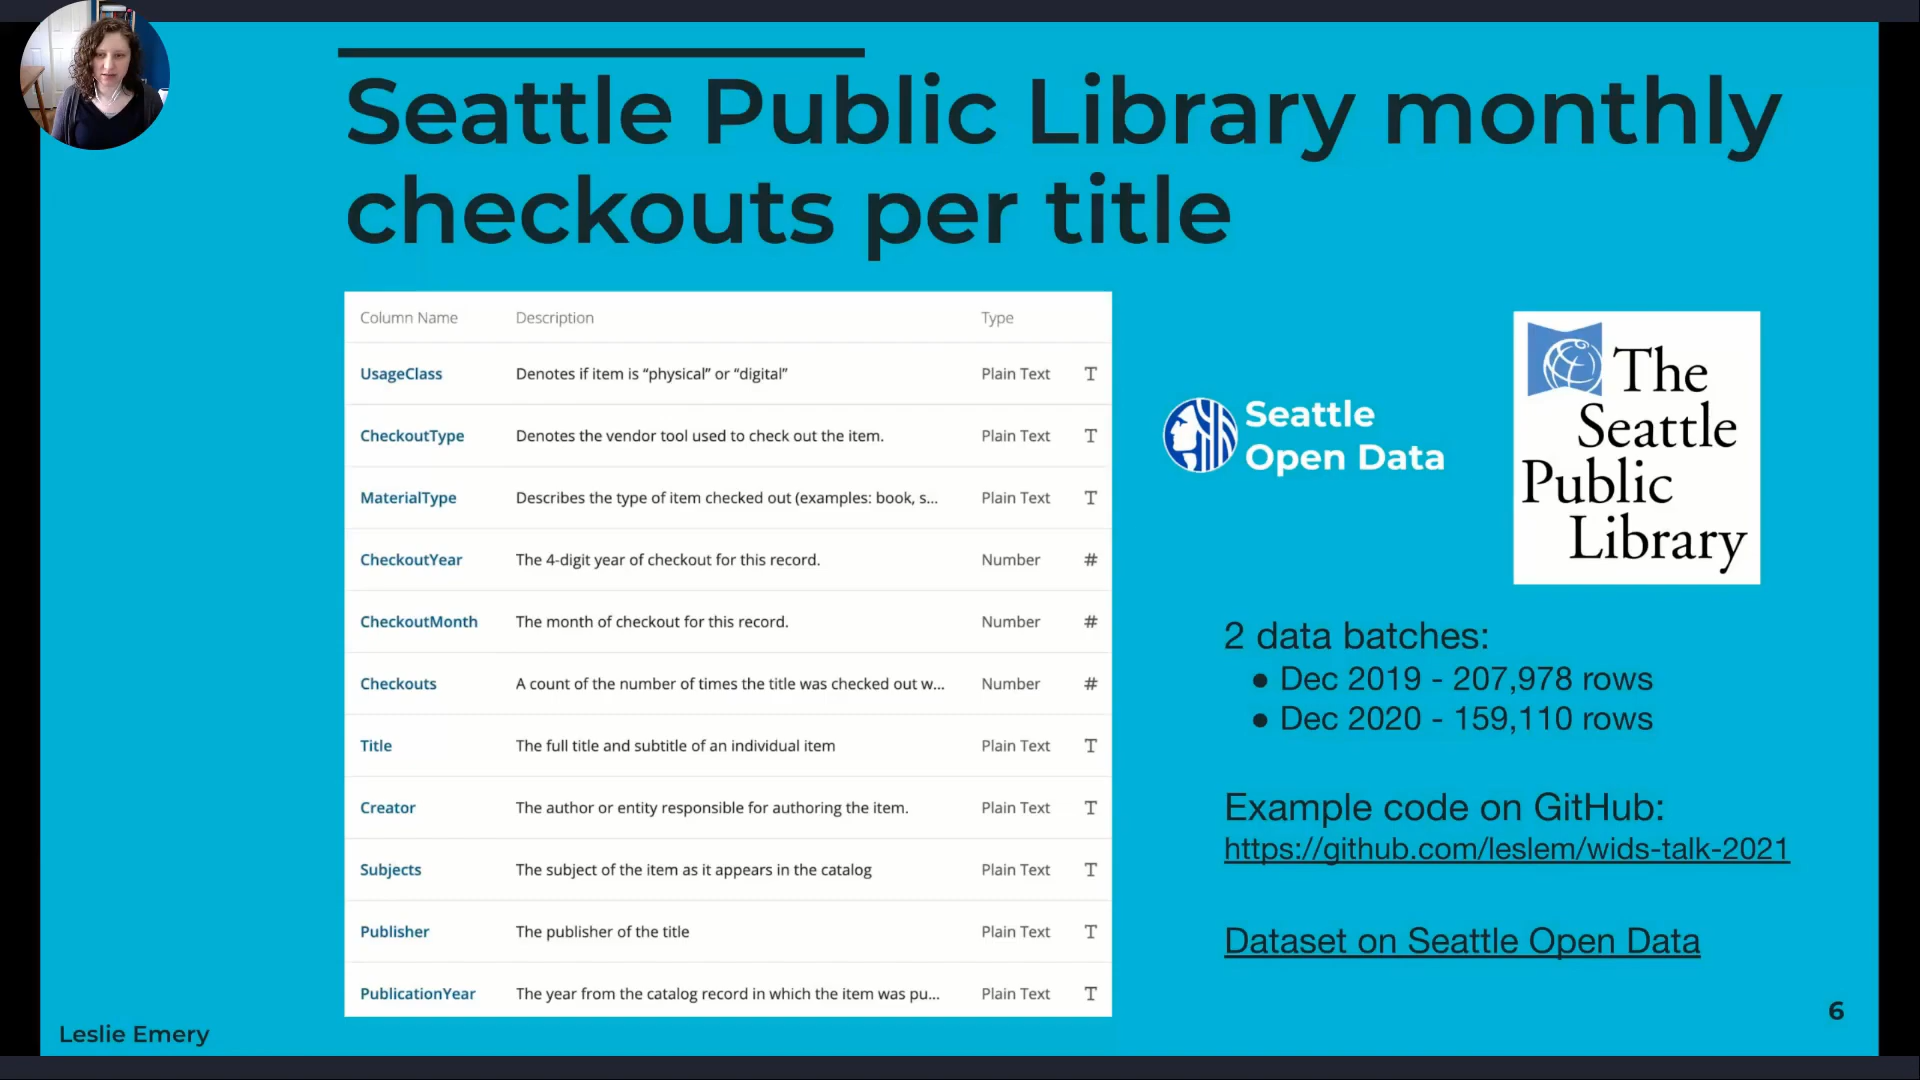 Seattle Public Library monthly
checkouts per title
Column Name Description Type
UsageClass Denotes if item is “physical” or “digital” Plain Text T
CheckoutType Denotes the vendor tool used to check out the item. Plain Text T
MaterialType Describes the type of item checked out (examples: book, s... Plain Text T
CheckoutYear The 4-digit year of checkout for this record. Number #
CheckoutMonth The month of checkout for this record. Number #
Checkouts A count of the number of times the title was checked out w... Number #
Title The full title and subtitle of an individual item Plain Text T
Creator The author or entity responsible for authoring the item. Plain Text T
Subjects The subject of the item as it appears in the catalog Plain Text T
Publisher The publisher of the title Plain Text T
PublicationYear The year from the catalog record in which the item was pu... Plain Text T
Seattle
Open Data
The
Seattle
Public
Library
2 data batches:
● Dec 2019 - 207,978 rows
● Dec 2020 - 159,110 rows
Example code on GitHub:
https://github.com/leslem/wids-talk-2021
Dataset on Seattle Open Data
Leslie Emery
6